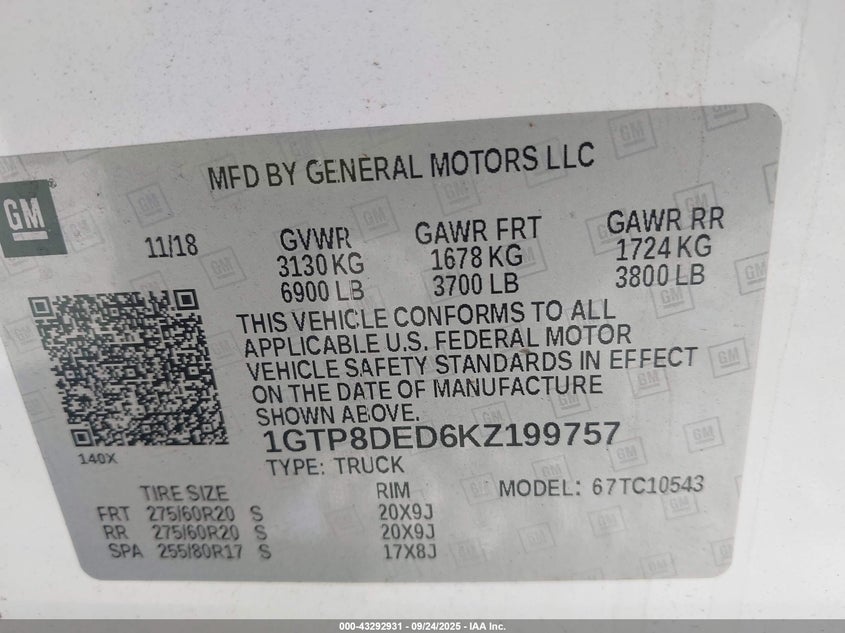 MFD BY GENERAL MOTORS LLC
GM
11/18
GVWR
3130 KG
6900 LB
GAWR FRT
1678 KG
3700 LB
GAWR RR
1724 KG
3800 LB
THIS VEHICLE CONFORMS TO ALL
APPLICABLE U.S. FEDERAL MOTOR
VEHICLE SAFETY STANDARDS IN EFFECT
ON THE DATE OF MANUFACTURE
SHOWN ABOVE.
1GTP8DED6KZ199757
140X
TYPE: TRUCK
MODEL: 67TC10543
TIRE SIZE RIM
FRT 275/60R20 S 20X9J
RR 275/60R20 S 20X9J
SPA 255/80R17 S 17X8J
000-43292931 - 09/24/2025 - IAA Inc.